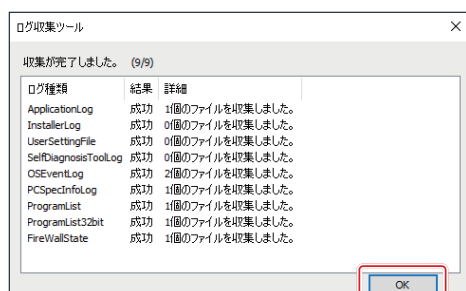 ログ収集ツール
収集が完了しました。 (9/9)
ログ種類 結果 詳細
ApplicationLog 成功 1個のファイルを収集しました。
InstallerLog 成功 0個のファイルを収集しました。
UserSettingFile 成功 0個のファイルを収集しました。
SelfDiagnosisToolLog 成功 0個のファイルを収集しました。
OSEventLog 成功 2個のファイルを収集しました。
PCSpecInfoLog 成功 1個のファイルを収集しました。
ProgramList 成功 1個のファイルを収集しました。
ProgramList32bit 成功 1個のファイルを収集しました。
FireWallState 成功 1個のファイルを収集しました。
OK